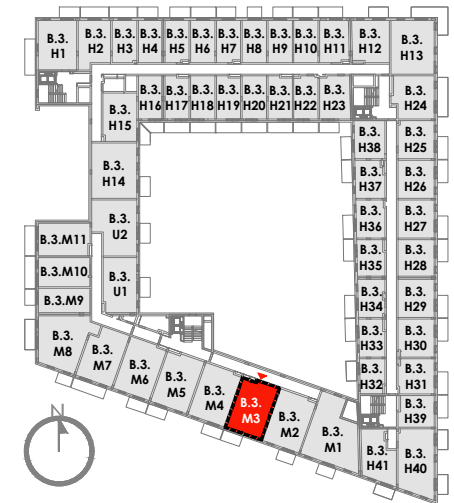 B.3.
H1
B.3.
H2
B.3.
H3
B.3.
H4
B.3.
H5
B.3.
H6
B.3.
H7
B.3.
H8
B.3.
H9
B.3.
H10
B.3.
H11
B.3.
H12
B.3.
H13
B.3.
H15
B.3.
H16
B.3.
H17
B.3.
H18
B.3.
H19
B.3.
H20
B.3.
H21
B.3.
H22
B.3.
H23
B.3.
H24
B.3.
H38
B.3.
H25
B.3.
H14
B.3.
H37
B.3.
H26
B.3.
U2
B.3.
H36
B.3.
H27
B.3.M11
B.3.
H35
B.3.
H28
B.3.M10
B.3.
U1
B.3.
H34
B.3.
H29
B.3.M9
B.3.
H33
B.3.
H30
B.3.
M8
B.3.
M7
B.3.
M6
B.3.
M5
B.3.
M4
B.3.
M3
B.3.
M2
B.3.
M1
B.3.
H32
B.3.
H31
B.3.
H39
B.3.
H41
B.3.
H40
N